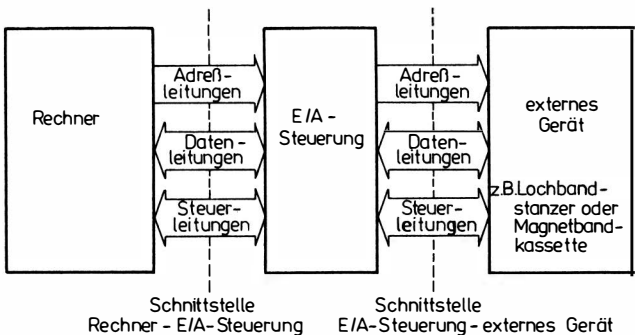 Rechner
Adreß-
leitungen
Daten-
leitungen
Steuer-
leitungen
E/A -
Steuerung
Adreß-
leitungen
Daten-
leitungen
Steuer-
leitungen
externes
Gerät
z.B.Lochband-
stanzer oder
Magnetband-
kassette
Schnittstelle
Rechner - E/A-Steuerung
Schnittstelle
E/A-Steuerung - externes Gerät